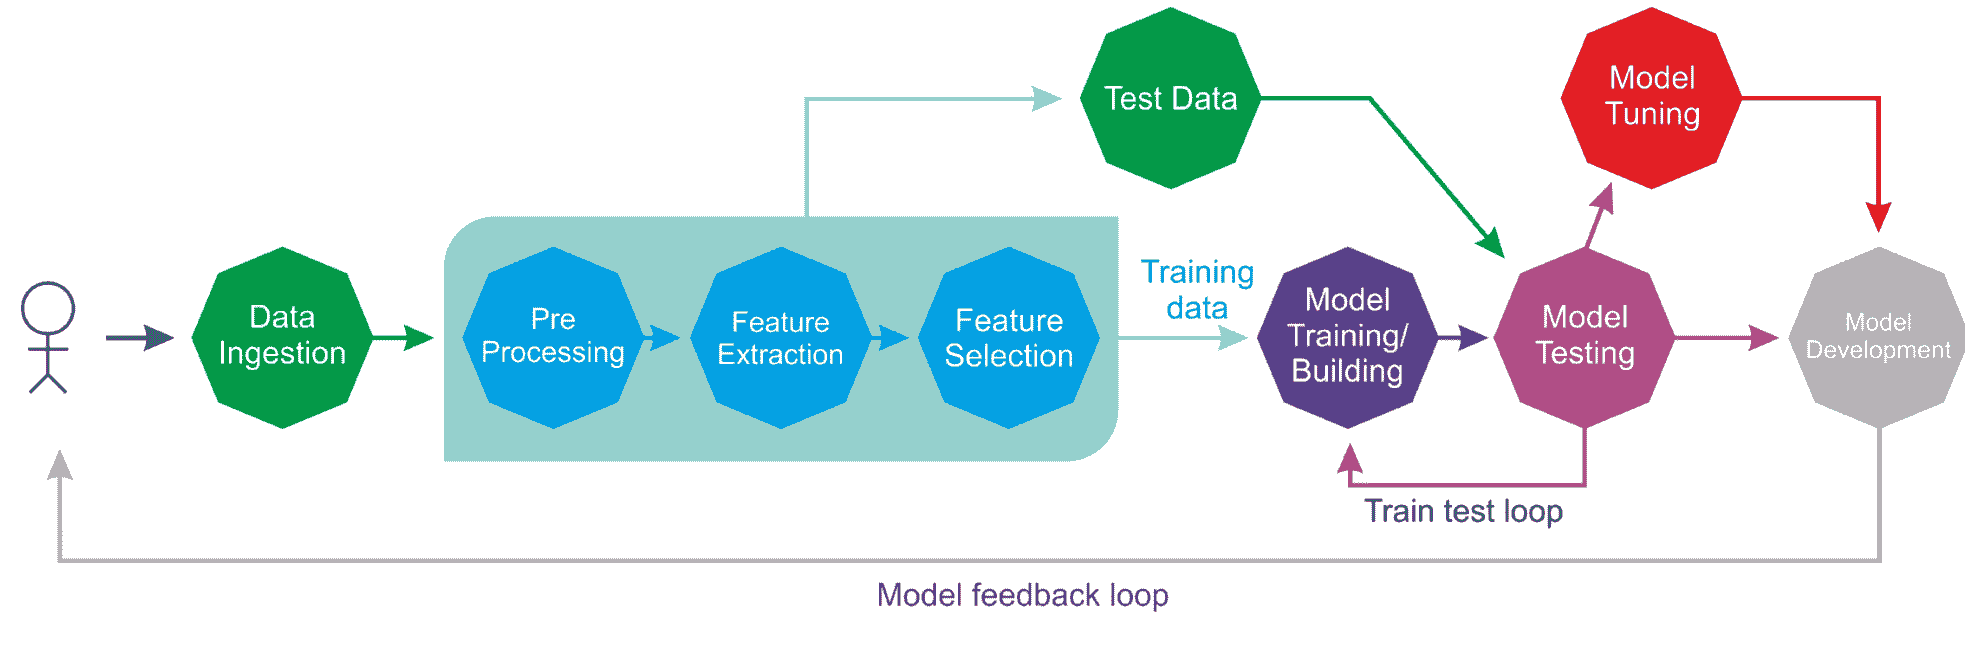 Test Data
Model
Tuning
Data
Ingestion
Pre
Processing
Feature
Extraction
Feature
Selection
Training
data
Model
Training/
Building
Model
Testing
Model
Development
Train test loop
Model feedback loop